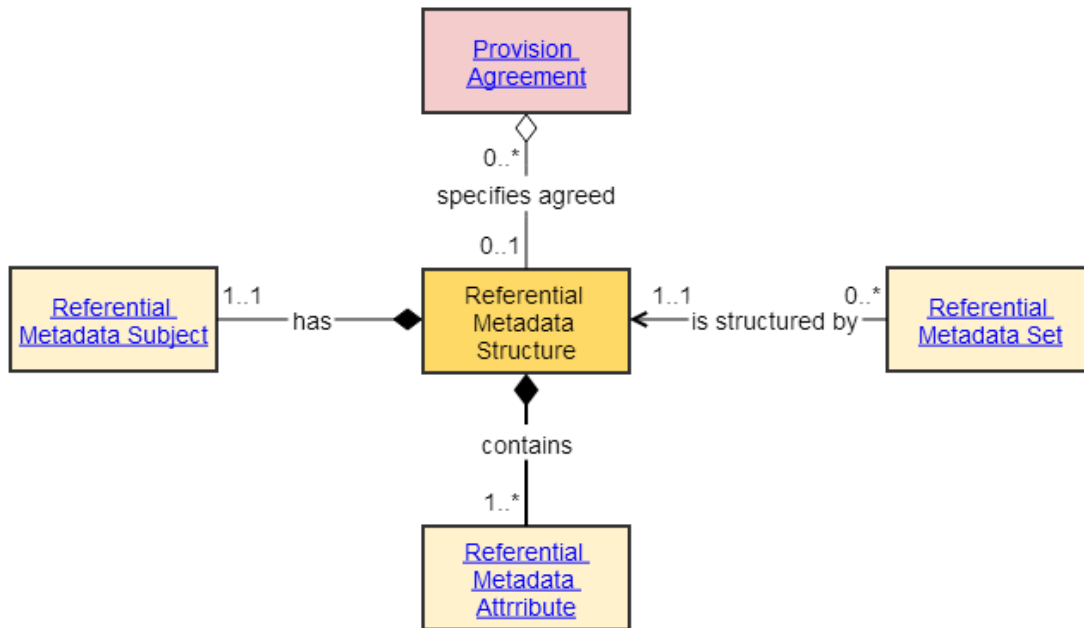 Provision
Agreement
0..*
specifies agreed
0..1
Referential
Metadata Subject
1..1
has
Referential
Metadata
Structure
1..1
is structured by
0..*
Referential
Metadata Set
contains
1..*
Referential
Metadata
Attrribute